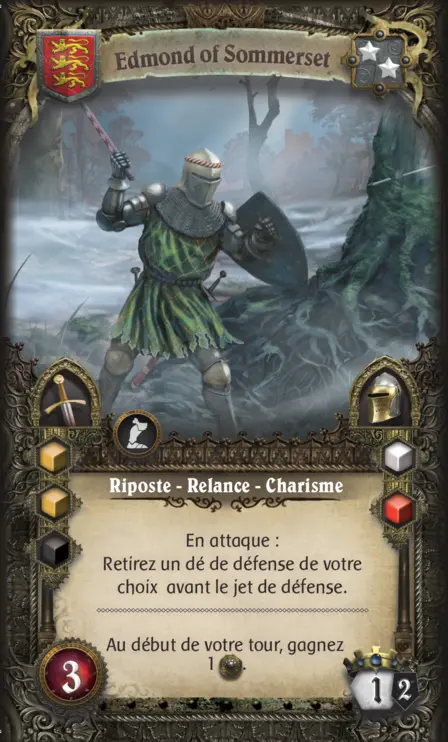 Edmond of Sommerset
Riposte - Relance - Charisme
En attaque :
Retirez un dé de défense de votre
choix avant le jet de défense.
Au début de votre tour, gagnez
1 .
3
1 2